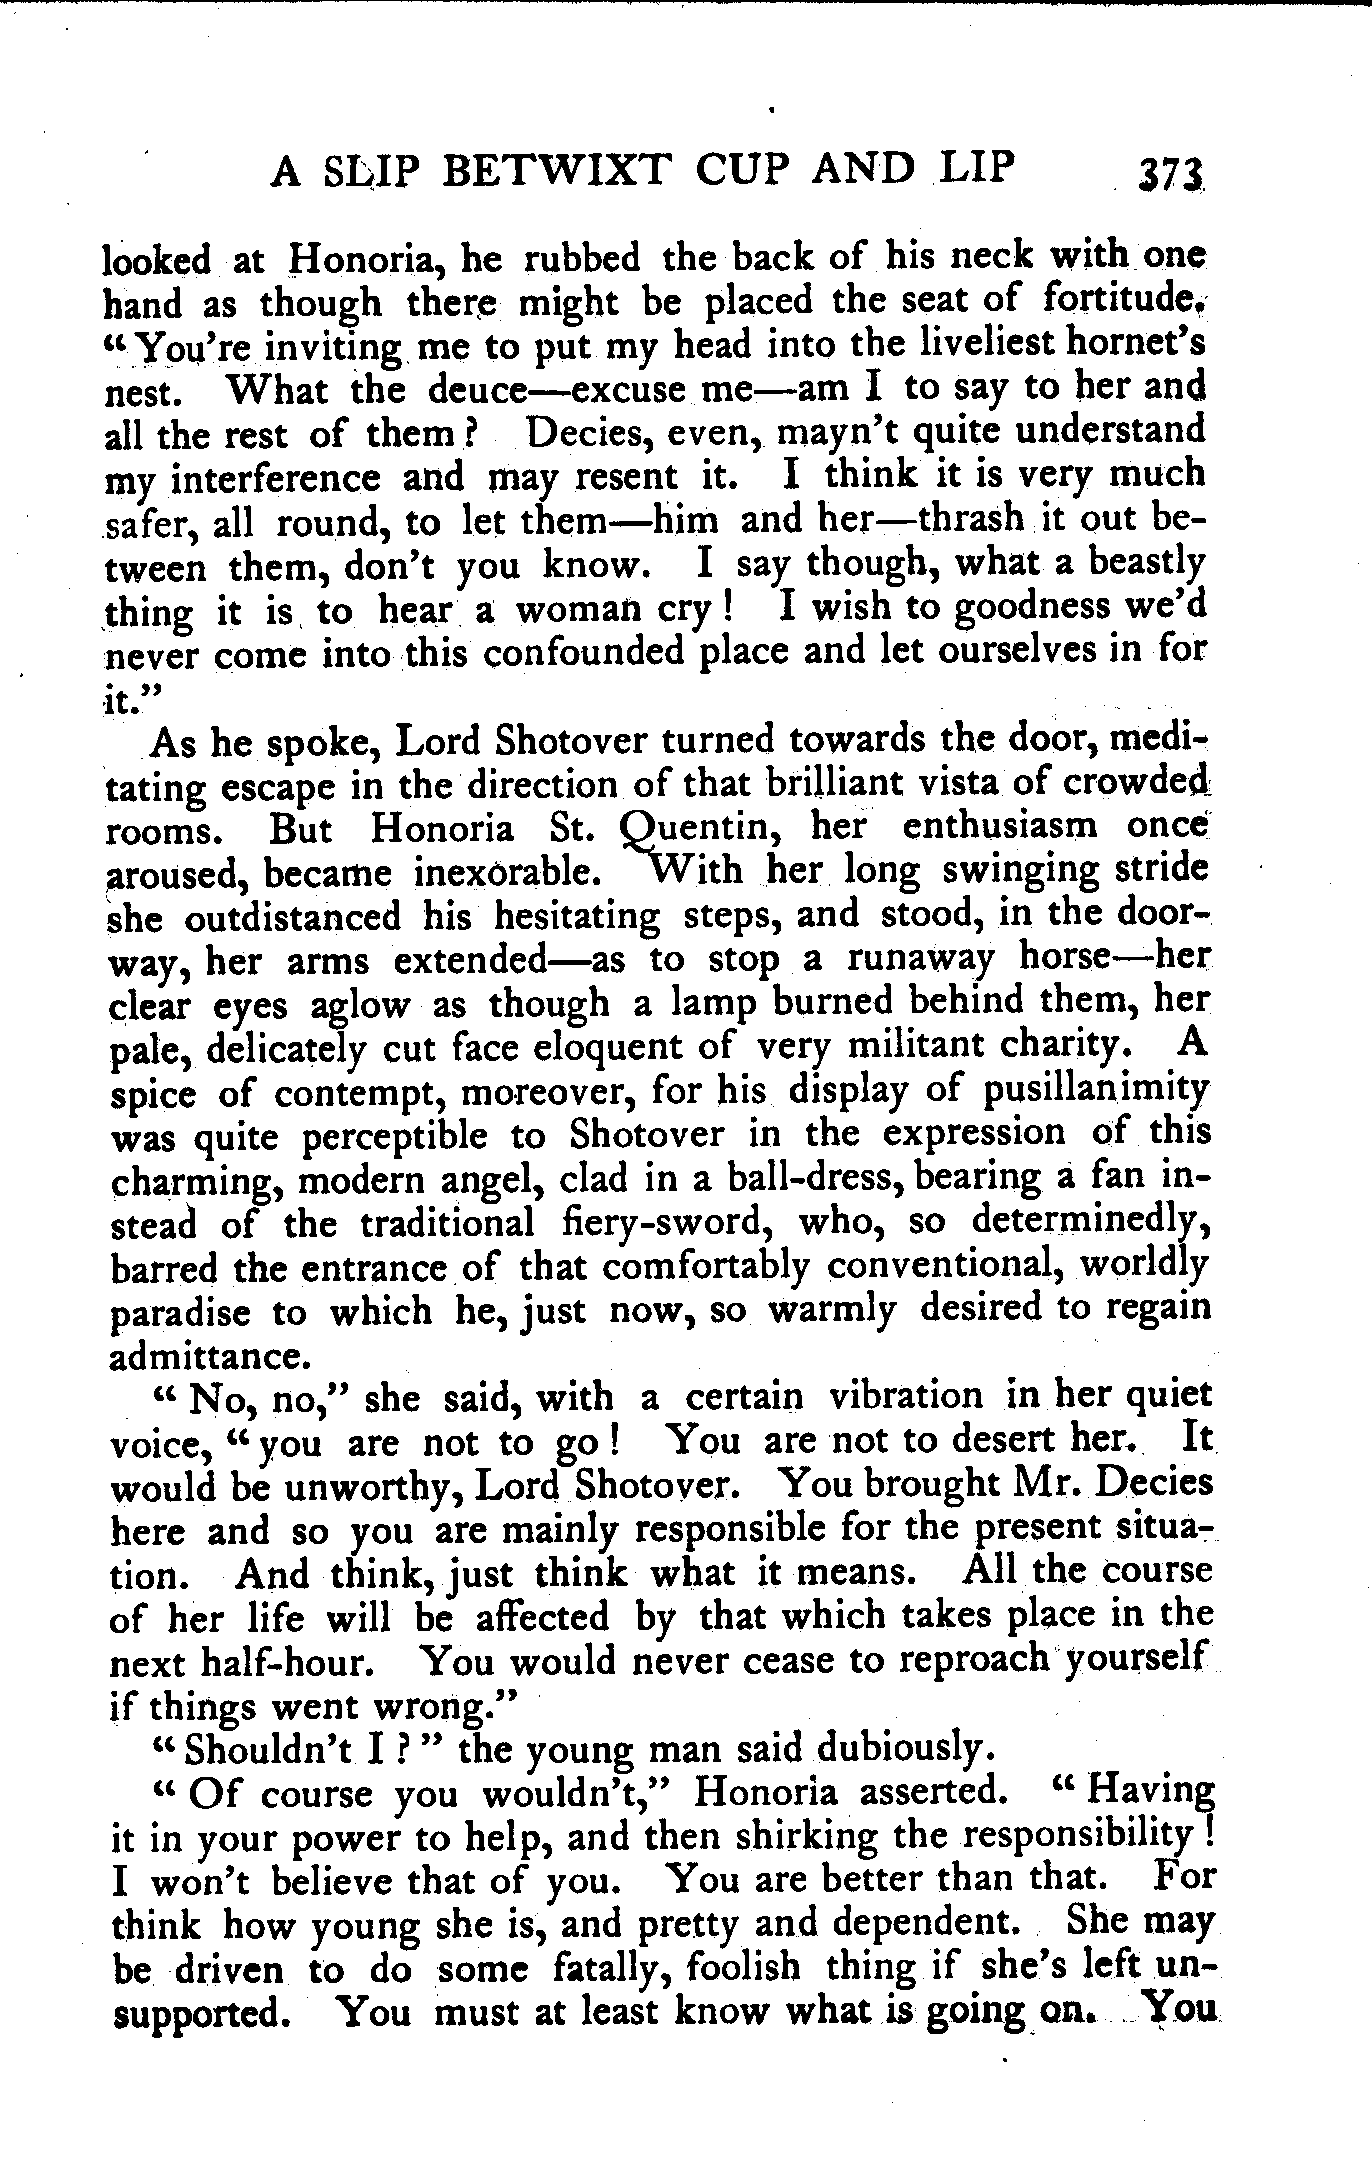 A SLIP BETWIXT CUP AND LIP 373
looked at Honoria, he rubbed the back of his neck with one
hand as though there might be placed the seat of fortitude.
“You’re inviting me to put my head into the liveliest hornet’s
nest. What the deuce—excuse me—am I to say to her and
all the rest of them? Decies, even, mayn’t quite understand
my interference and may resent it. I think it is very much
safer, all round, to let them—him and her—thrash it out be-
tween them, don’t you know. I say though, what a beastly
thing it is to hear a woman cry! I wish to goodness we’d
never come into this confounded place and let ourselves in for
it.”
As he spoke, Lord Shotover turned towards the door, medi-
tating escape in the direction of that brilliant vista of crowded
rooms. But Honoria St. Quentin, her enthusiasm once
aroused, became inexorable. With her long swinging stride
she outdistanced his hesitating steps, and stood, in the door-
way, her arms extended—as to stop a runaway horse—her
clear eyes aglow as though a lamp burned behind them, her
pale, delicately cut face eloquent of very militant charity. A
spice of contempt, moreover, for his display of pusillanimity
was quite perceptible to Shotover in the expression of this
charming, modern angel, clad in a ball-dress, bearing a fan in-
stead of the traditional fiery-sword, who, so determinedly,
barred the entrance of that comfortably conventional, worldly
paradise to which he, just now, so warmly desired to regain
admittance.
“No, no,” she said, with a certain vibration in her quiet
voice, “you are not to go! You are not to desert her. It
would be unworthy, Lord Shotover. You brought Mr. Decies
here and so you are mainly responsible for the present situa-
tion. And think, just think what it means. All the course
of her life will be affected by that which takes place in the
next half-hour. You would never cease to reproach yourself
if things went wrong.”
“Shouldn’t I?” the young man said dubiously.
“Of course you wouldn’t,” Honoria asserted. “Having
it in your power to help, and then shirking the responsibility!
I won’t believe that of you. You are better than that. For
think how young she is, and pretty and dependent. She may
be driven to do some fatally, foolish thing if she’s left un-
supported. You must at least know what is going on. You